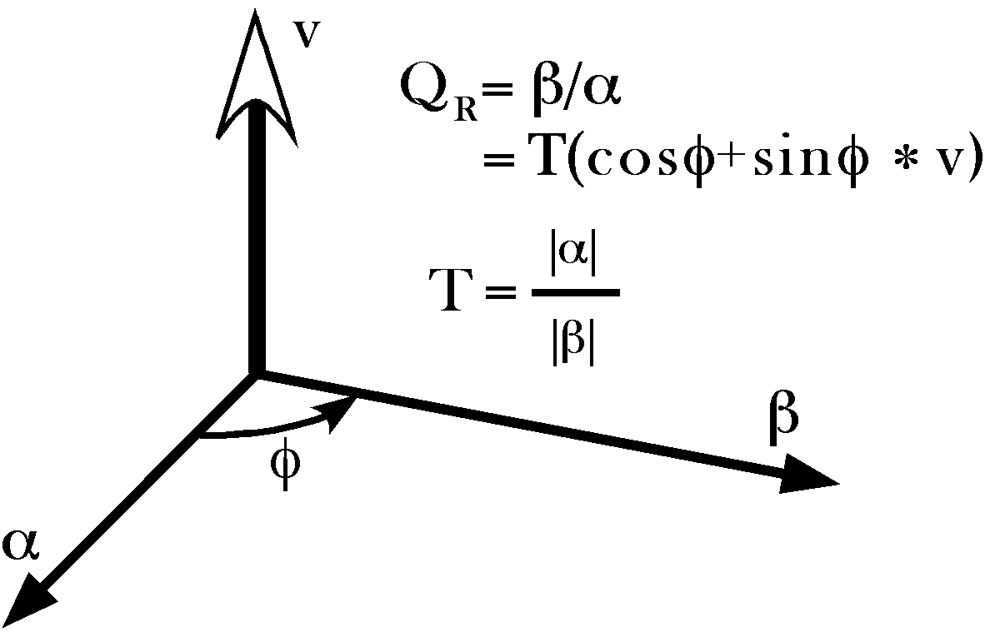 v
Q_R = β/α
= T(cosϕ+sinϕ * v)
T = |α| / |β|
β
ϕ
α